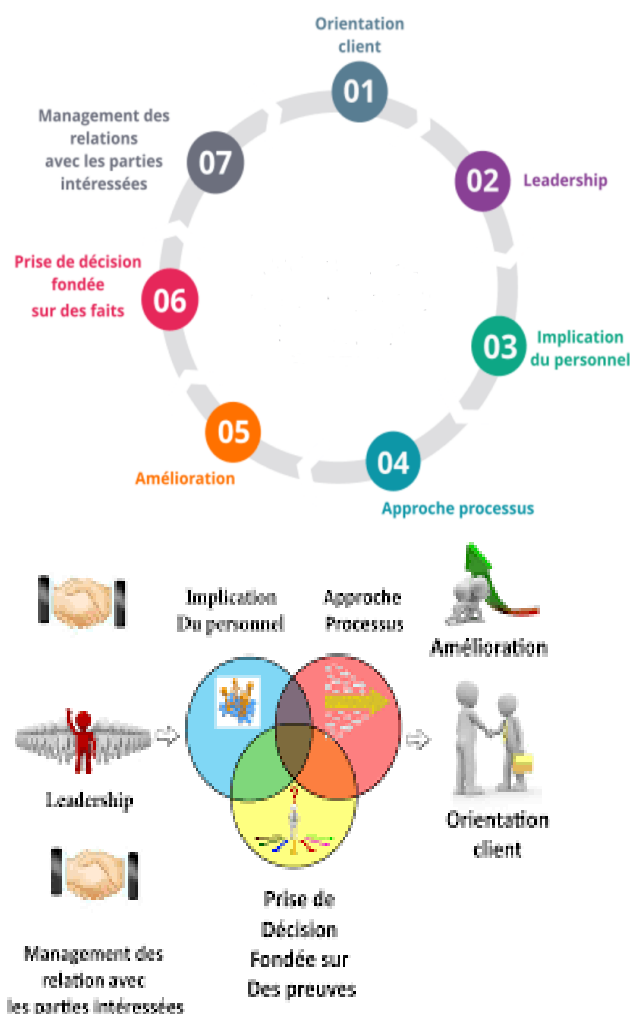 Orientation
client
01
02
Leadership
03
Implication
du personnel
04
Approche processus
05
Amélioration
06
Prise de décision
fondée
sur des faits
07
Management des
relations
avec les parties
intéressées
Implication
Du personnel
Approche
Processus
Amélioration
Leadership
Orientation
client
Prise de
Décision
Fondée sur
Des preuves
Management des
relation avec
les parties intéressées